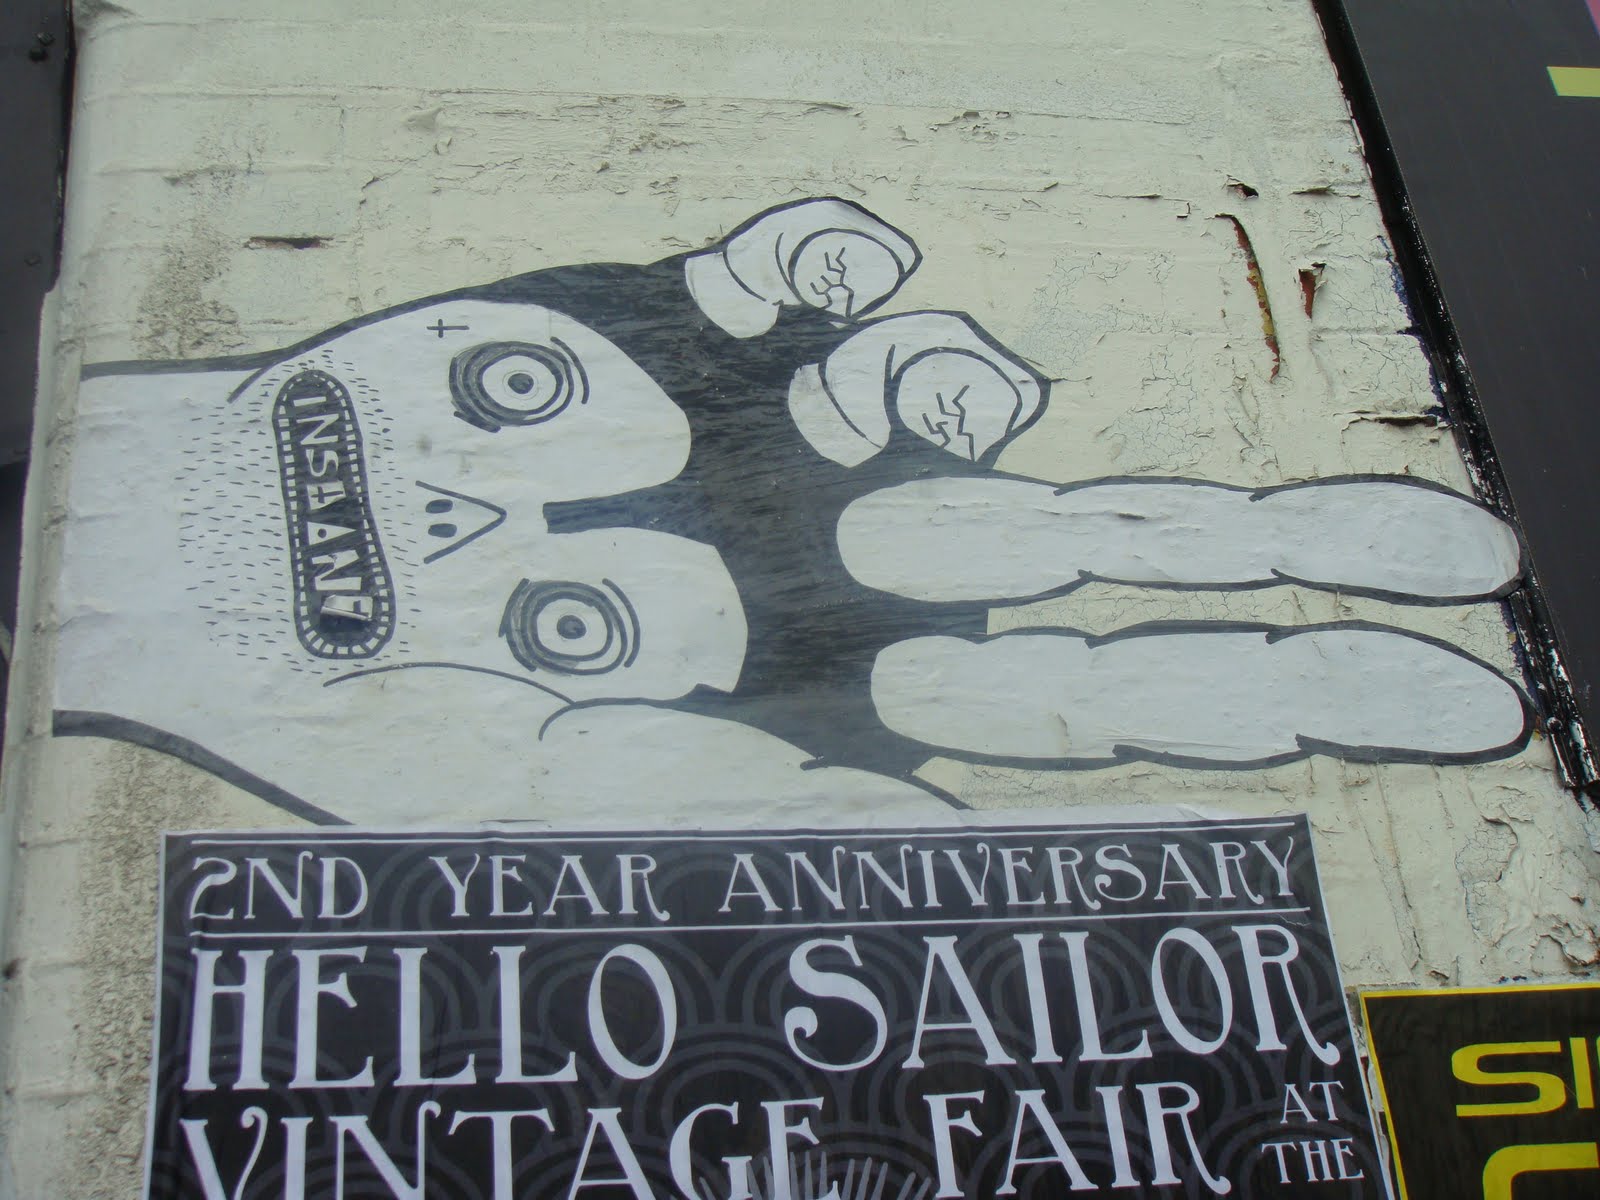 2ND YEAR ANNIVERSARY
HELLO SAILOR
VINTAGE FAIR AT
THE